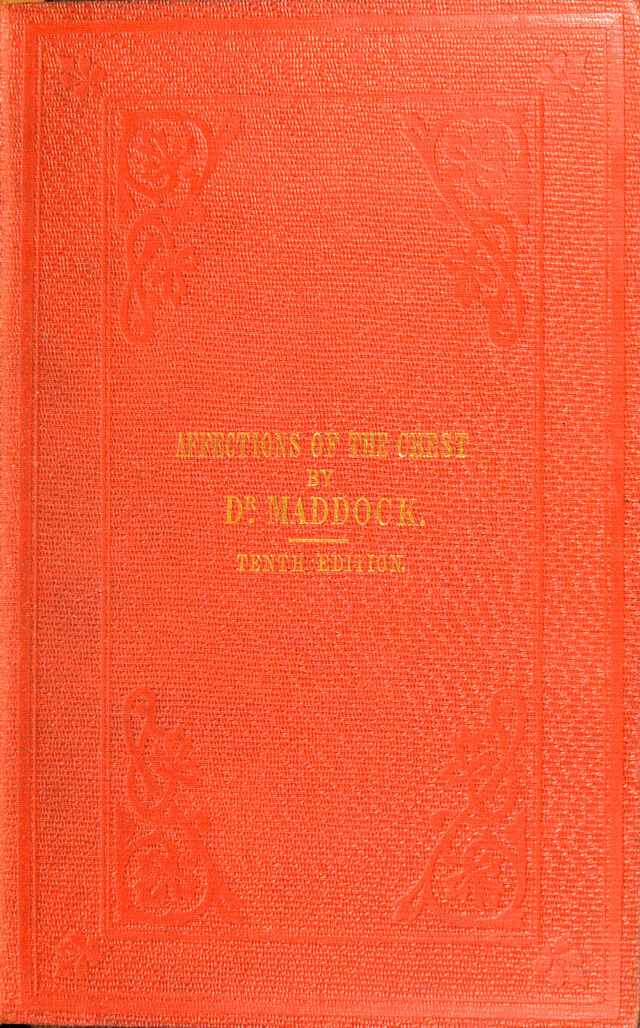 AFFECTIONS OF THE CHEST
BY
DR. MADDOCK.
TENTH EDITION.